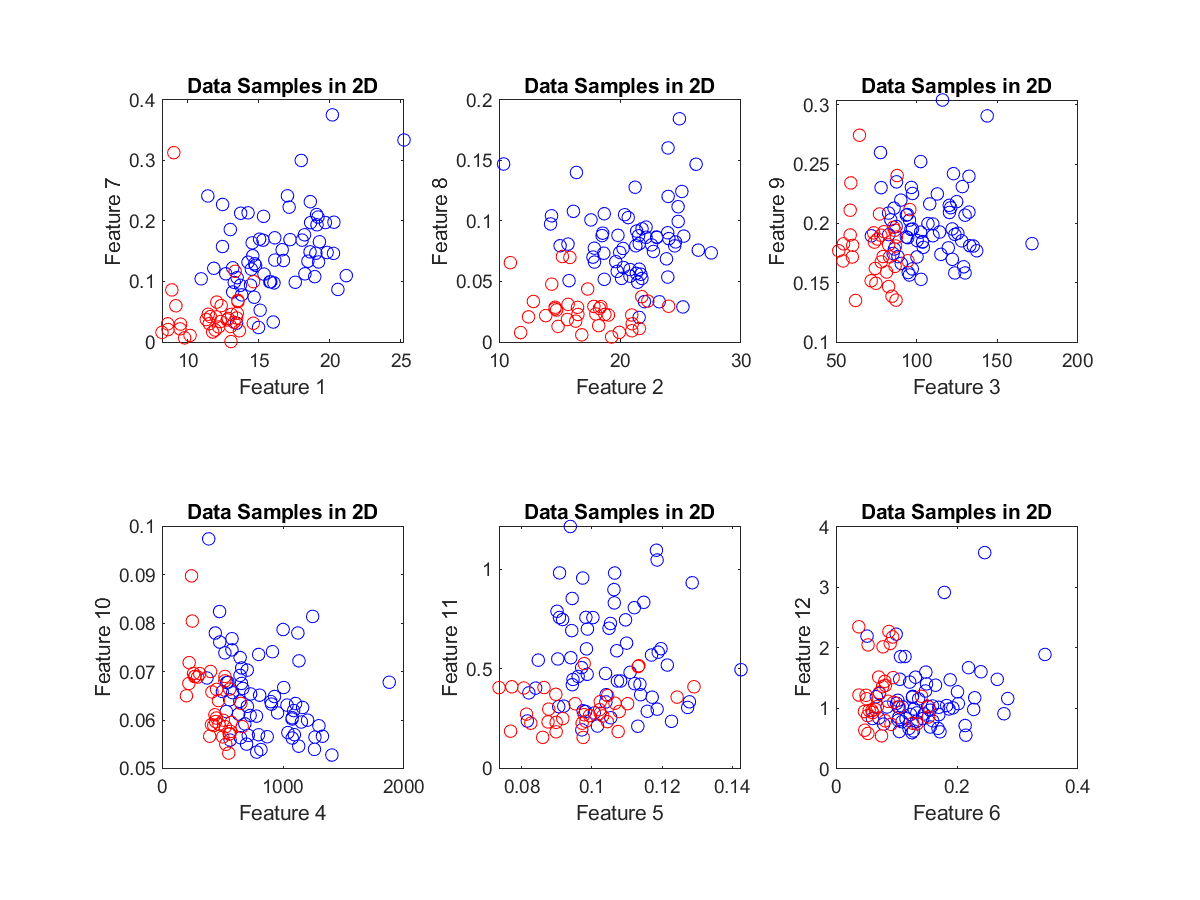 Data Samples in 2D
Data Samples in 2D
Data Samples in 2D
0.4
0.3
0.2
0.1
0
Feature 7
10
15
20
25
Feature 1
0.2
0.15
0.1
0.05
0
Feature 8
10
20
30
Feature 2
0.3
0.25
0.2
0.15
0.1
Feature 9
50
100
150
200
Feature 3
Data Samples in 2D
Data Samples in 2D
Data Samples in 2D
0.1
0.09
0.08
0.07
0.06
0.05
Feature 10
0
1000
2000
Feature 4
1
0.5
0
Feature 11
0.08
0.1
0.12
0.14
Feature 5
4
3
2
1
0
Feature 12
0
0.2
0.4
Feature 6